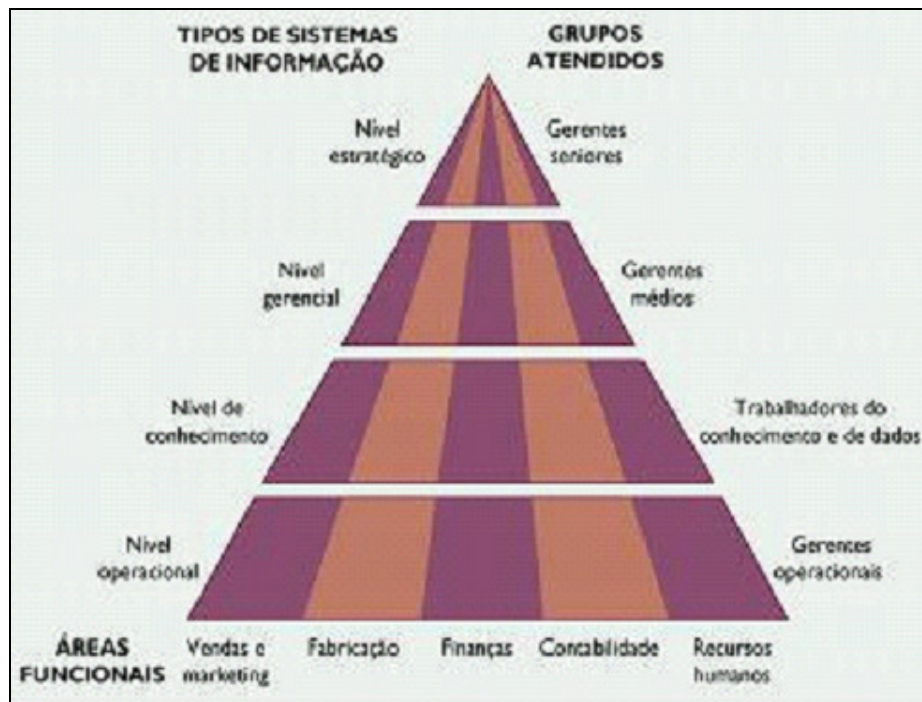 TIPOS DE SISTEMAS
DE INFORMAÇÃO
GRUPOS
ATENDIDOS
Nível
estratégico
Gerentes
seniores
Nível
gerencial
Gerentes
médios
Nível de
conhecimento
Trabalhadores do
conhecimento e de dados
Nível
operacional
Gerentes
operacionais
ÁREAS
FUNCIONAIS
Vendas e
marketing
Fabricação
Finanças
Contabilidade
Recursos
humanos